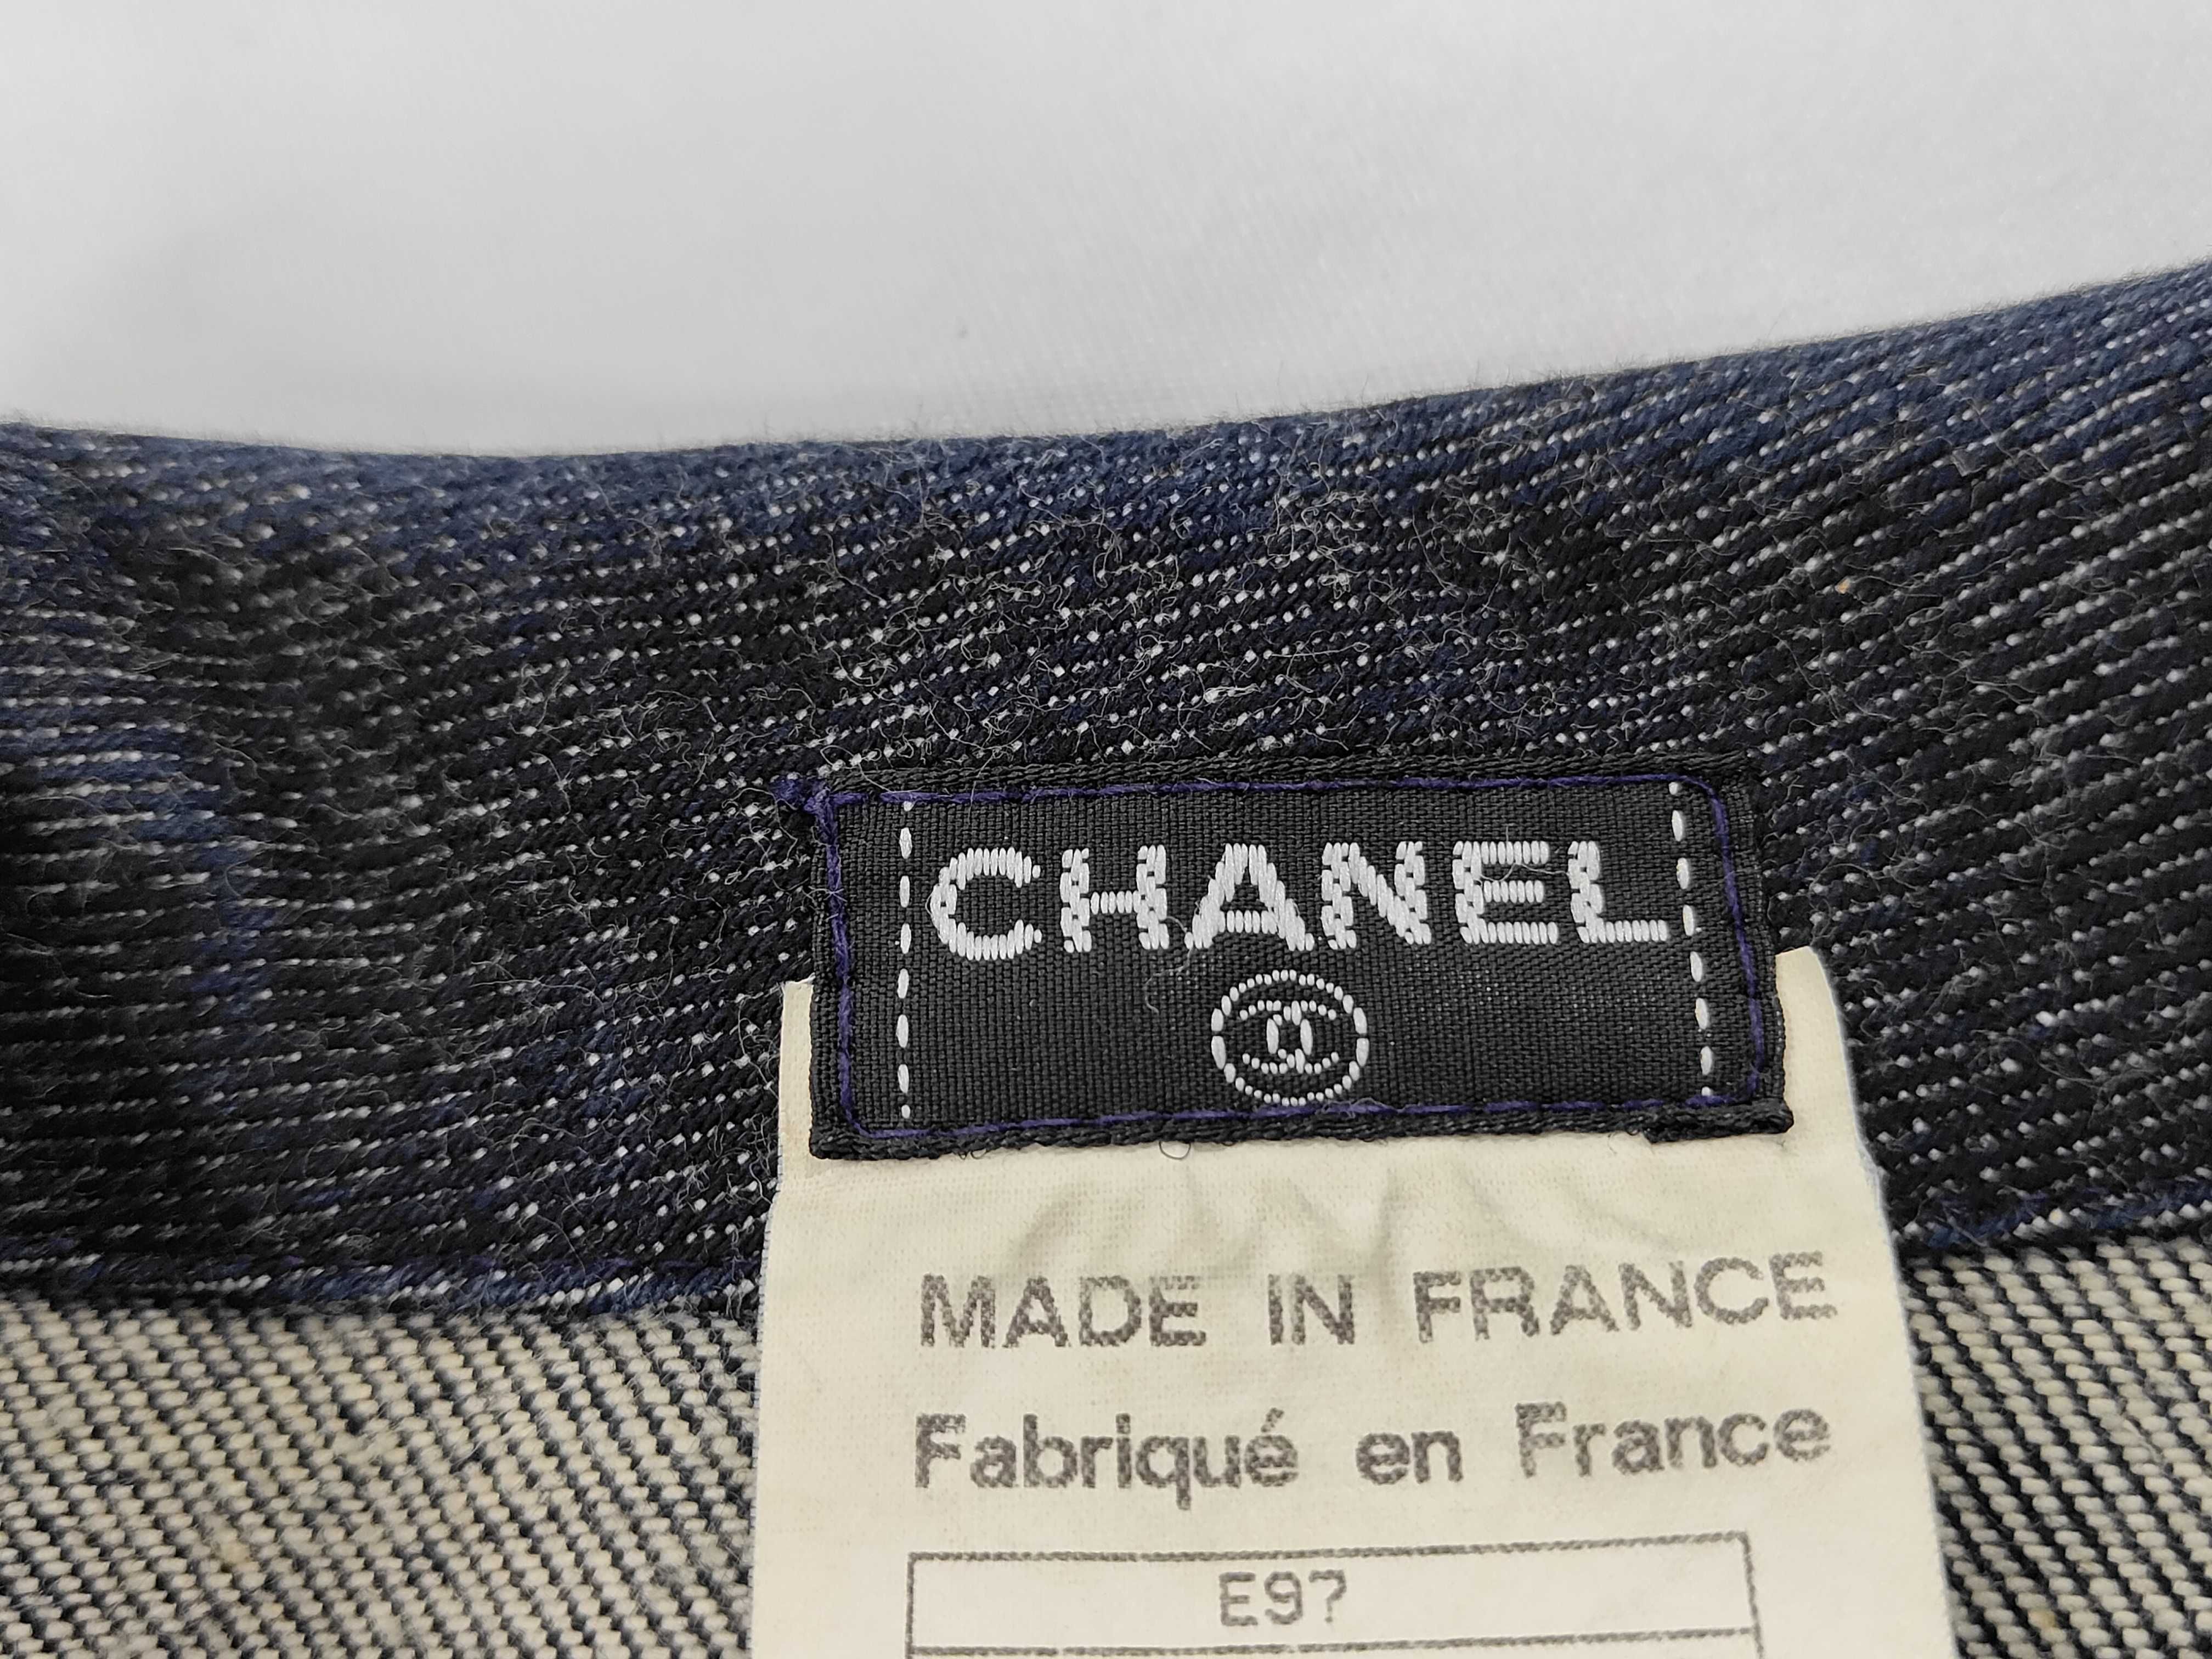 CHANEL
MADE IN FRANCE
Fabriqué en France
E97